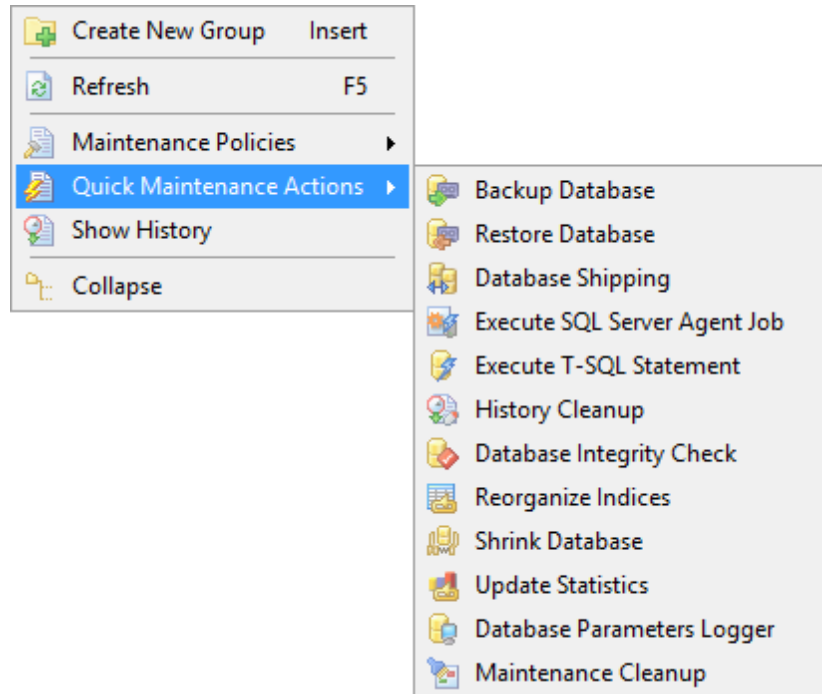 Create New Group Insert
Refresh F5
Maintenance Policies
Quick Maintenance Actions
Show History
Collapse
Backup Database
Restore Database
Database Shipping
Execute SQL Server Agent Job
Execute T-SQL Statement
History Cleanup
Database Integrity Check
Reorganize Indices
Shrink Database
Update Statistics
Database Parameters Logger
Maintenance Cleanup